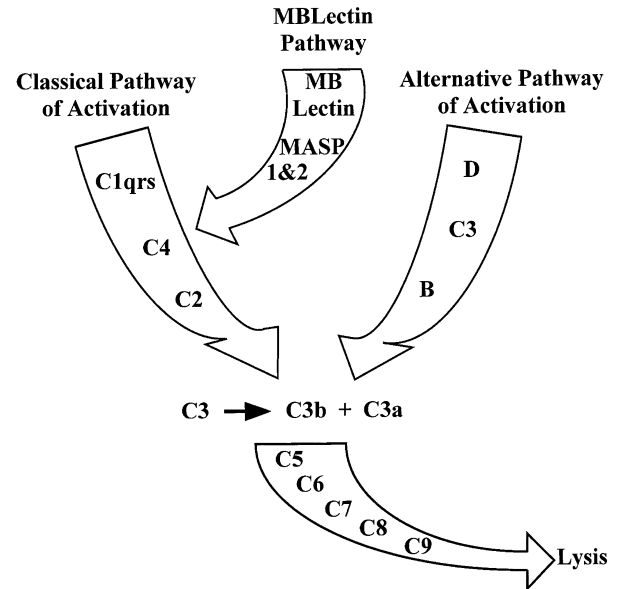 MBLectin
Pathway
Classical Pathway
of Activation
MB
Lectin
MASP
1&2
Alternative Pathway
of Activation
C1qrs
C4
C2
D
C3
B
C3 C3b + C3a
C5
C6
C7
C8
C9
Lysis